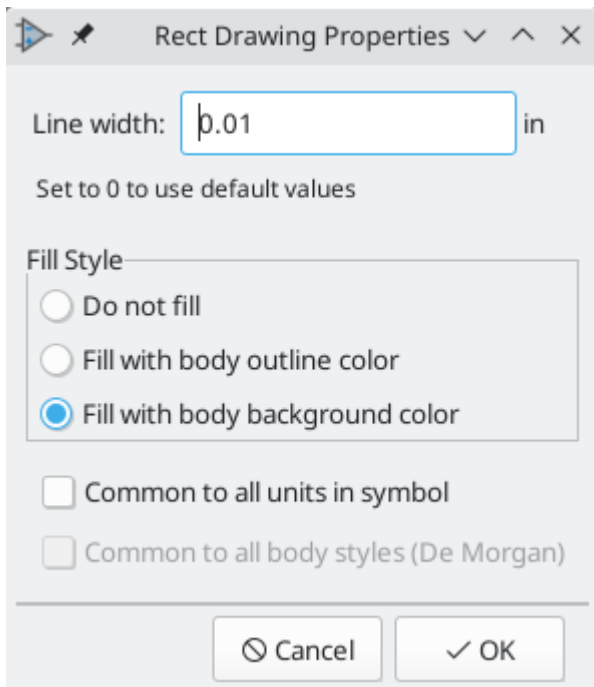 Rect Drawing Properties
Line width: 0.01 in
Set to 0 to use default values
Fill Style
Do not fill
Fill with body outline color
Fill with body background color
Common to all units in symbol
Common to all body styles (De Morgan)
Cancel OK